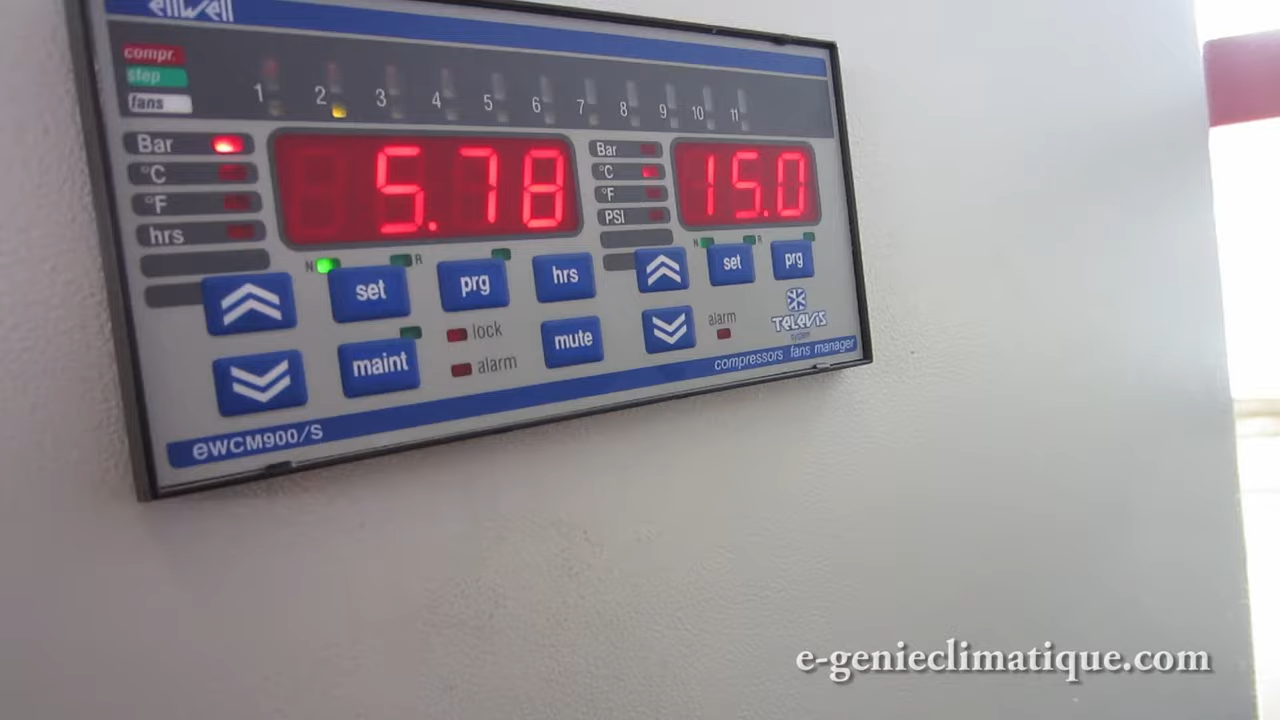 eliwell
compr.
step
fans
1 2 3 4 5 6 7 8 9 10 11
Bar
°C
°F
hrs
5.78
Bar
°C
°F
PSI
15.0
N R
set
prg
hrs
N R
set
prg
maint
lock
alarm
mute
alarm
TELEVIS
system
compressors fans manager
eWCM900/S
e-genieclimatique.com